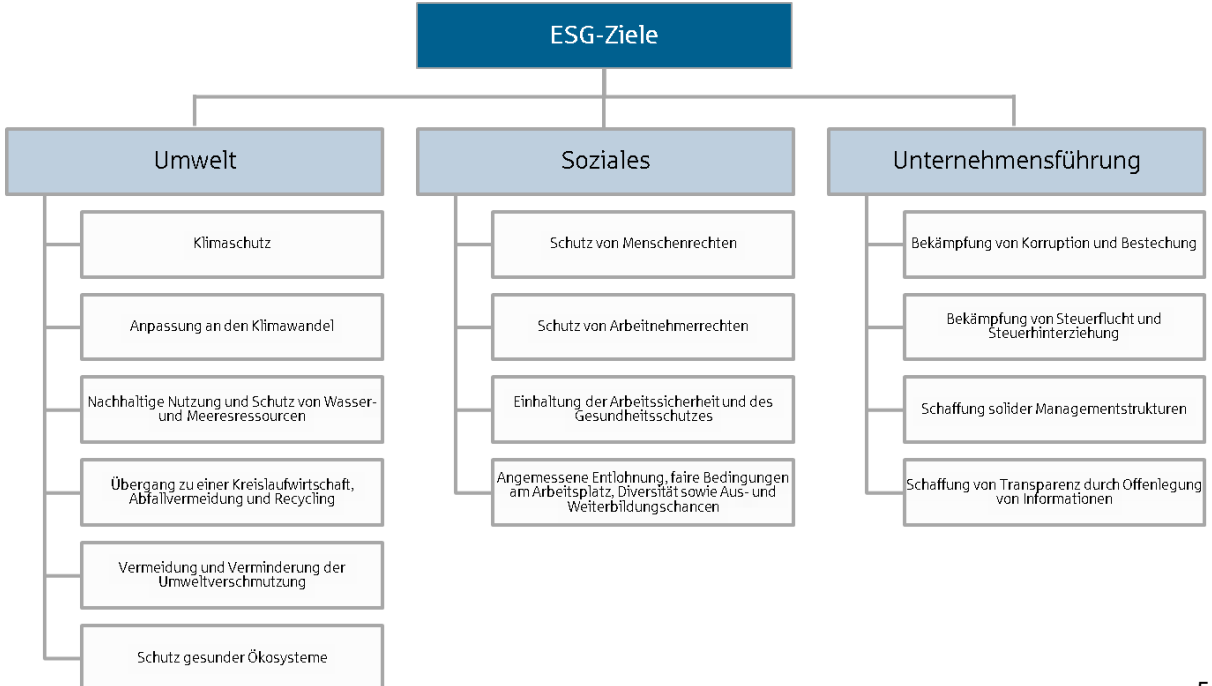 ESG-Ziele
Umwelt
Klimaschutz
Anpassung an den Klimawandel
Nachhaltige Nutzung und Schutz von Wasser-
und Meeresressourcen
Übergang zu einer Kreislaufwirtschaft,
Abfallvermeidung und Recycling
Vermeidung und Verminderung der
Umweltverschmutzung
Schutz gesunder Ökosysteme
Soziales
Schutz von Menschenrechten
Schutz von Arbeitnehmerrechten
Einhaltung der Arbeitssicherheit und des
Gesundheitsschutzes
Angemessene Entlohnung, faire Bedingungen
am Arbeitsplatz, Diversität sowie Aus- und
Weiterbildungschancen
Unternehmensführung
Bekämpfung von Korruption und Bestechung
Bekämpfung von Steuerflucht und
Steuerhinterziehung
Schaffung solider Managementstrukturen
Schaffung von Transparenz durch Offenlegung
von Informationen